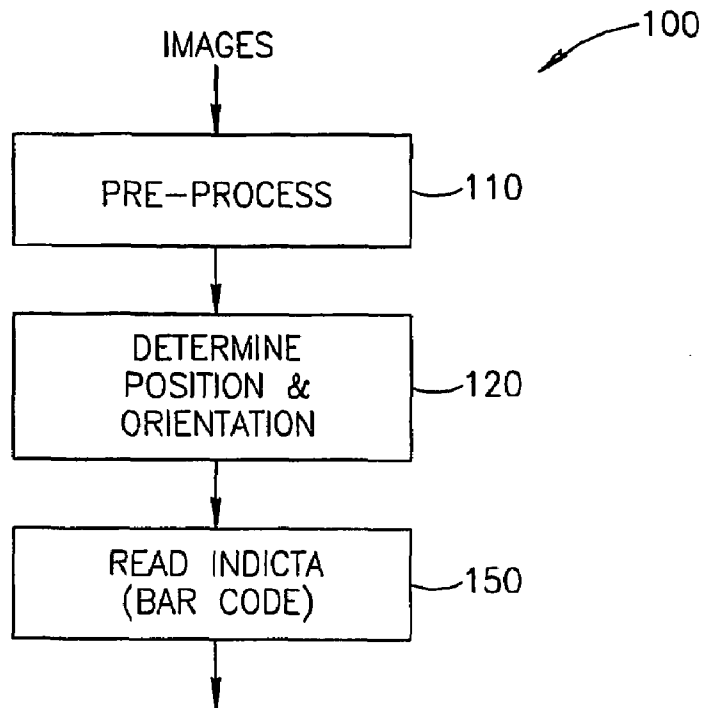 100
IMAGES
PRE-PROCESS
110
DETERMINE
POSITION &
ORIENTATION
120
READ INDICTA
(BAR CODE)
150